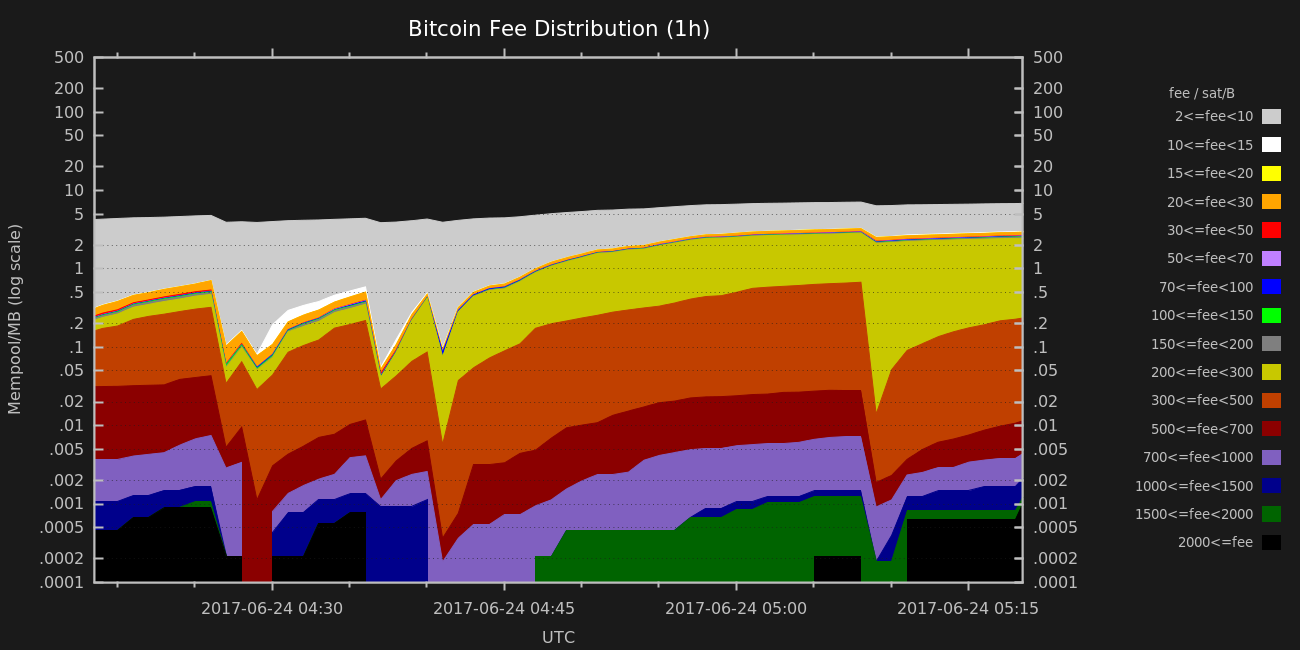 Bitcoin Fee Distribution (1h)
500
200
100
50
20
10
5
2
1
.5
.2
.1
.05
.02
.01
.005
.002
.001
.0005
.0002
.0001
Mempool/MB (log scale)
500
200
100
50
20
10
5
2
1
.5
.2
.1
.05
.02
.01
.005
.002
.001
.0005
.0002
.0001
2017-06-24 04:30 2017-06-24 04:45 2017-06-24 05:00 2017-06-24 05:15
UTC
fee / sat/B
2<=fee<10
10<=fee<15
15<=fee<20
20<=fee<30
30<=fee<50
50<=fee<70
70<=fee<100
100<=fee<150
150<=fee<200
200<=fee<300
300<=fee<500
500<=fee<700
700<=fee<1000
1000<=fee<1500
1500<=fee<2000
2000<=fee